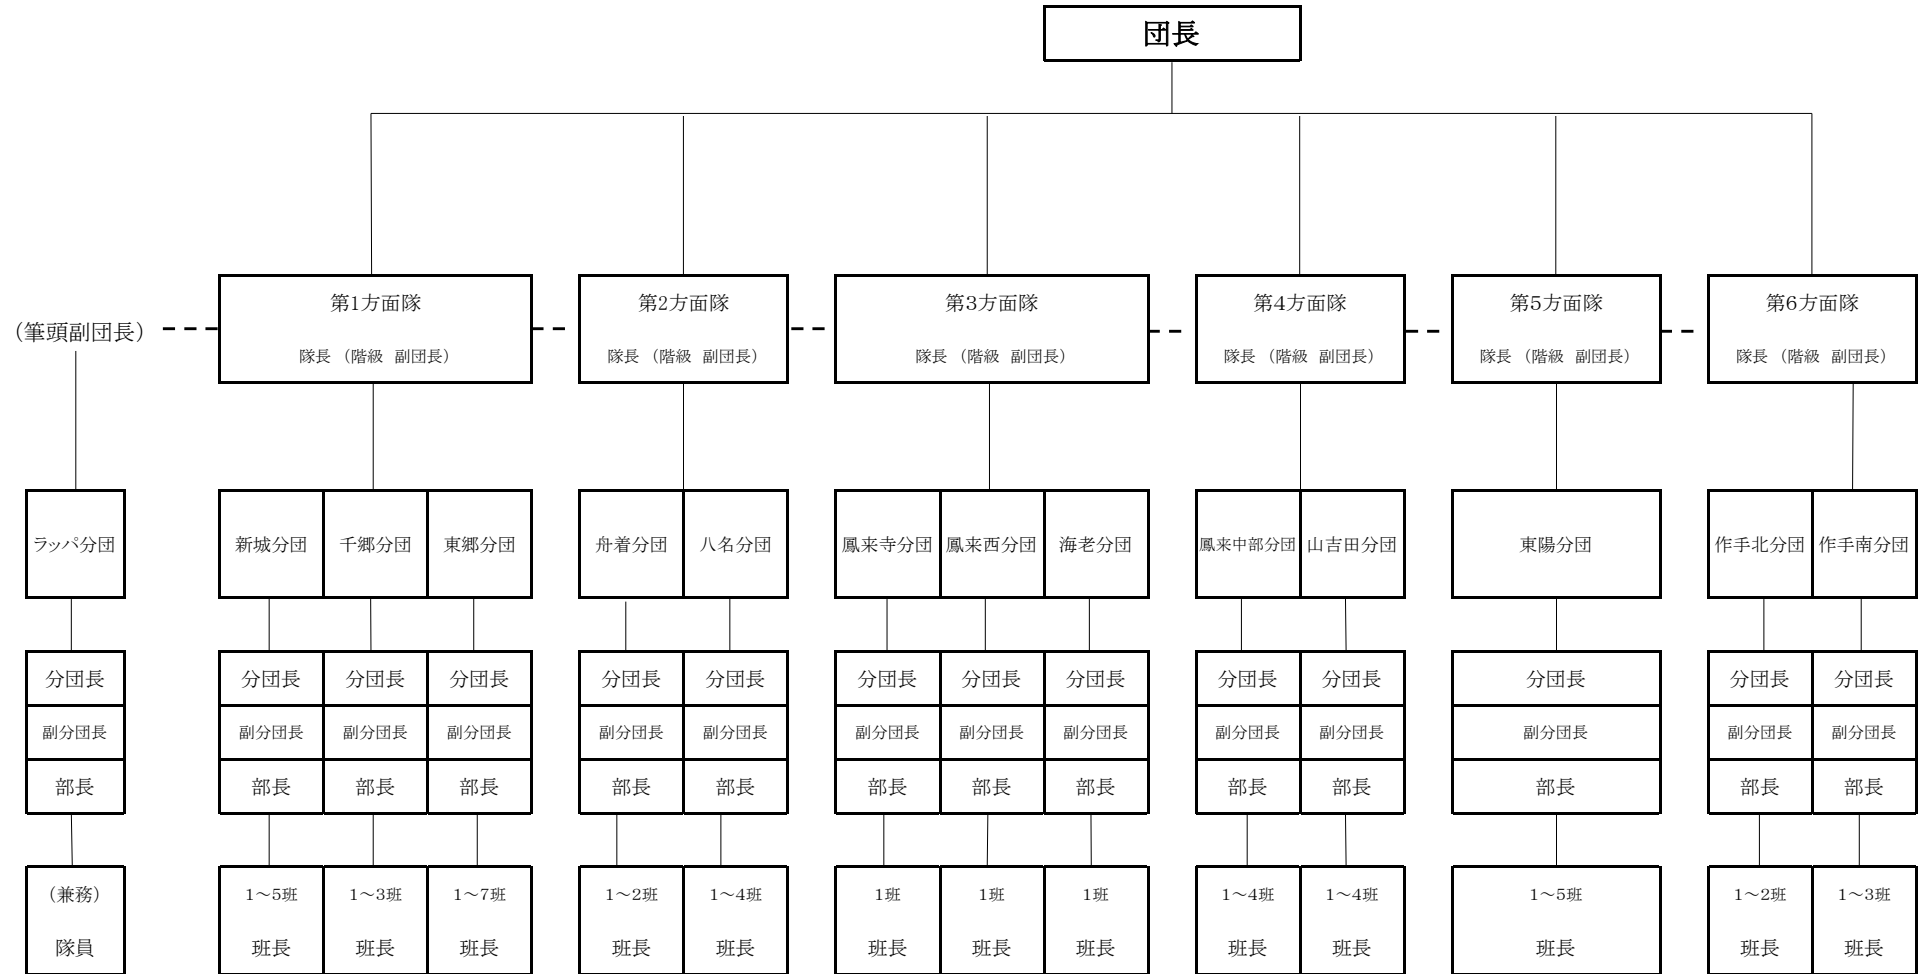 団長
第1方面隊 第2方面隊 第3方面隊 第4方面隊 第5方面隊 第6方面隊
（筆頭副団長）
隊長（階級 副団長） 隊長（階級 副団長） 隊長（階級 副団長） 隊長（階級 副団長） 隊長（階級 副団長） 隊長（階級 副団長）
ラッパ分団 新城分団 千郷分団 東郷分団 舟着分団 八名分団 鳳来寺分団 鳳来西分団 海老分団 鳳来中部分団 山吉田分団 東陽分団 作手北分団 作手南分団
分団長 分団長 分団長 分団長 分団長 分団長 分団長 分団長 分団長 分団長 分団長 分団長 分団長 分団長
副分団長 副分団長 副分団長 副分団長 副分団長 副分団長 副分団長 副分団長 副分団長 副分団長 副分団長 副分団長 副分団長 副分団長
部長 部長 部長 部長 部長 部長 部長 部長 部長 部長 部長 部長 部長 部長
（兼務） 1～5班 1～3班 1～7班 1～2班 1～4班 1班 1班 1班 1～4班 1～4班 1～5班 1～2班 1～3班
隊員 班長 班長 班長 班長 班長 班長 班長 班長 班長 班長 班長 班長 班長